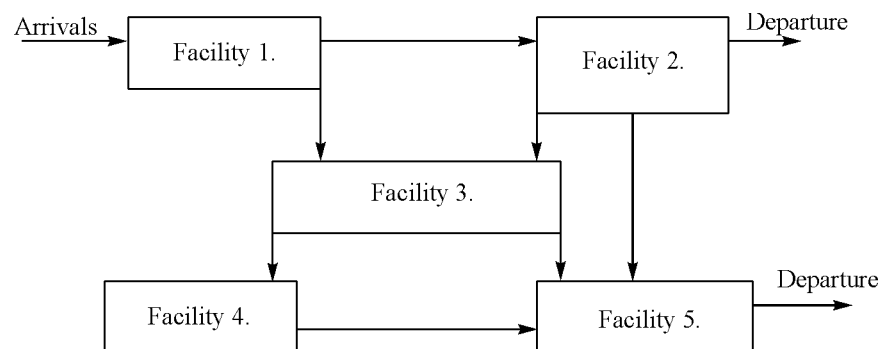 Arrivals
Facility 1.
Facility 2.
Departure
Facility 3.
Facility 4.
Facility 5.
Departure